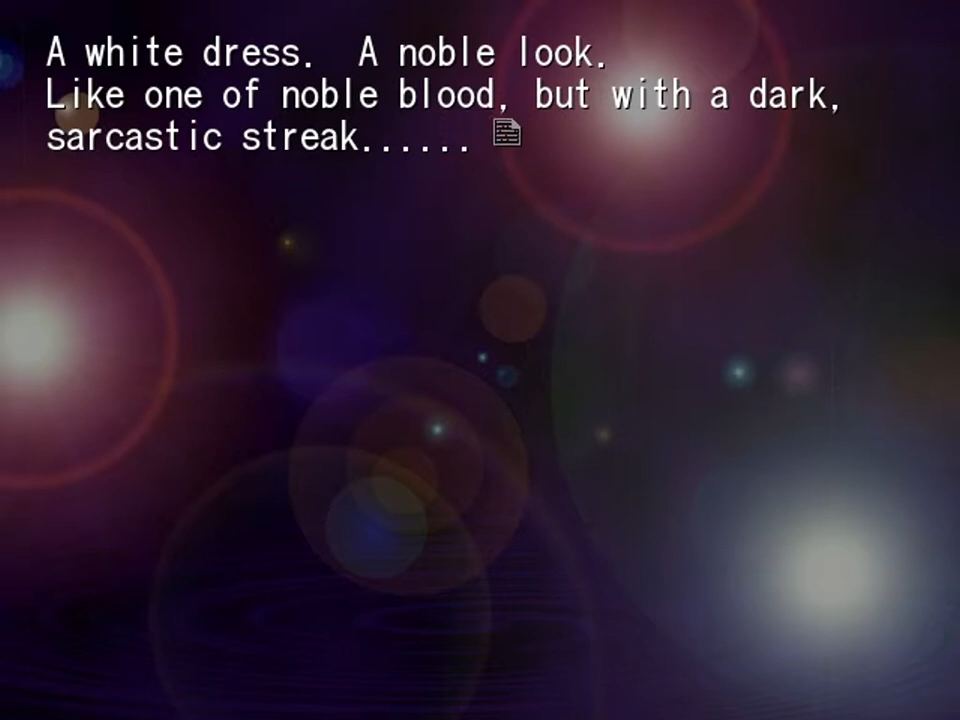 A white dress.  A noble look.
Like one of noble blood, but with a dark,
sarcastic streak......